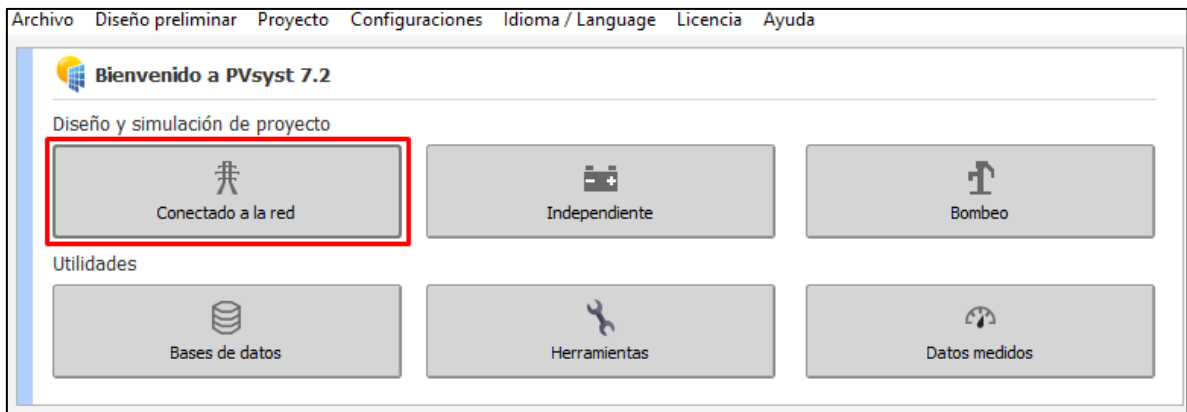 Archivo Diseño preliminar Proyecto Configuraciones Idioma / Language Licencia Ayuda
Bienvenido a PVsyst 7.2
Diseño y simulación de proyecto
Conectado a la red Independiente Bombeo
Utilidades
Bases de datos Herramientas Datos medidos